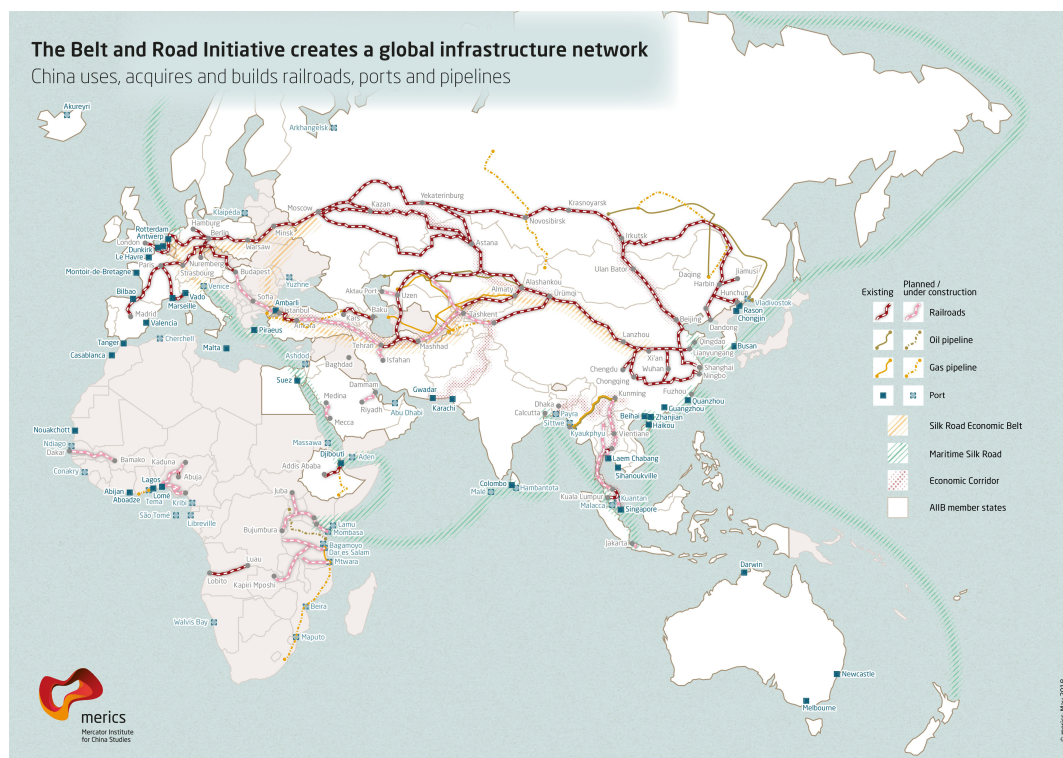 The Belt and Road Initiative creates a global infrastructure network
China uses, acquires and builds railroads, ports and pipelines
Akureyri
Arkhangelsk
Klaipėda
Moscow
Kazan
Yekaterinburg
Krasnoyarsk
Novosibirsk
Irkutsk
Astana
Ulan Bator
Daqing
Jiamusi
Harbin
Hunchun
Vladivostok
Rason
Chongjin
Dandong
Beijing
Hamburg
Rotterdam
Antwerp
Berlin
London
Dunkirk
Le Havre
Paris
Warsaw
Minsk
Nuremberg
Strasbourg
Budapest
Montoir-de-Bretagne
Venice
Yuzhne
Bilbao
Vado
Marseille
Madrid
Valencia
Sofia
Ambarli
Istanbul
Ankara
Kars
Piraeus
Tanger
Casablanca
Cherchell
Malta
Aktau Port
Uzen
Baku
Almaty
Alashankou
Ürümqi
Tashkent
Tehran
Mashhad
Isfahan
Lanzhou
Qingdao
Lianyungang
Busan
Xi'an
Wuhan
Shanghai
Ningbo
Chengdu
Chongqing
Fuzhou
Ashdod
Baghdad
Suez
Dammam
Medina
Riyadh
Mecca
Abu Dhabi
Gwadar
Karachi
Dhaka
Calcutta
Payra
Sittwe
Kyaukphyu
Kunming
Quanzhou
Guangzhou
Beihai
Zhanjian
Haikou
Vientiane
Laem Chabang
Sihanoukville
Nouakchott
Ndiago
Dakar
Bamako
Conakry
Kaduna
Abuja
Lagos
Lomé
Abijan
Aboadze
Tema
Kribi
São Tomé
Libreville
Massawa
Djibouti
Aden
Addis Ababa
Colombo
Hambantota
Malé
Kuala Lumpur
Kuantan
Malacca
Singapore
Jakarta
Juba
Bujumbura
Lamu
Mombasa
Bagamoyo
Dar es Salam
Mtwara
Luau
Lobito
Kapiri Mposhi
Beira
Walvis Bay
Maputo
Darwin
Newcastle
Melbourne
Existing
Planned /
under construction
Railroads
Oil pipeline
Gas pipeline
Port
Silk Road Economic Belt
Maritime Silk Road
Economic Corridor
AIIB member states
merics
Mercator Institute
for China Studies